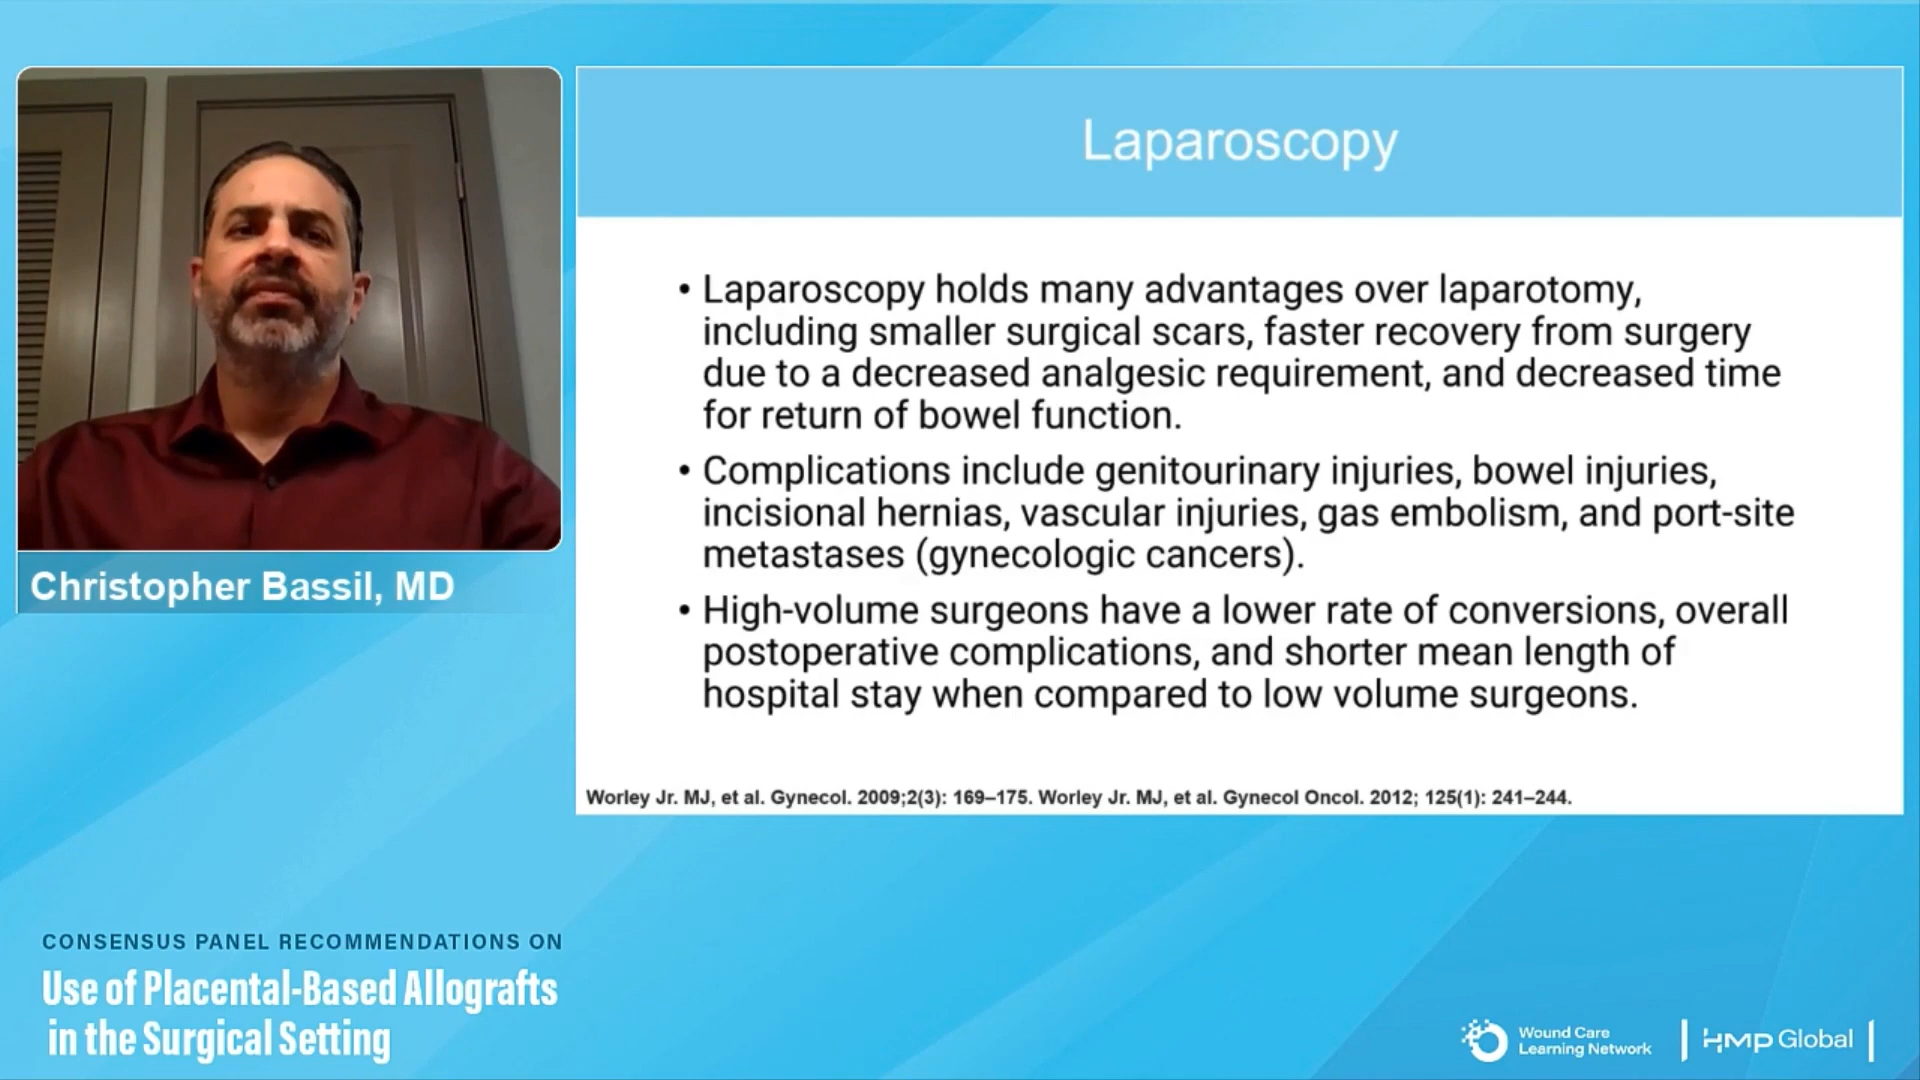 Laparoscopy
• Laparoscopy holds many advantages over laparotomy,
including smaller surgical scars, faster recovery from surgery
due to a decreased analgesic requirement, and decreased time
for return of bowel function.
• Complications include genitourinary injuries, bowel injuries,
incisional hernias, vascular injuries, gas embolism, and port-site
metastases (gynecologic cancers).
• High-volume surgeons have a lower rate of conversions, overall
postoperative complications, and shorter mean length of
hospital stay when compared to low volume surgeons.
Worley Jr. MJ, et al. Gynecol. 2009;2(3): 169–175. Worley Jr. MJ, et al. Gynecol Oncol. 2012; 125(1): 241–244.
Christopher Bassil, MD
CONSENSUS PANEL RECOMMENDATIONS ON
Use of Placental-Based Allografts
in the Surgical Setting
Wound Care
Learning Network
HMP Global